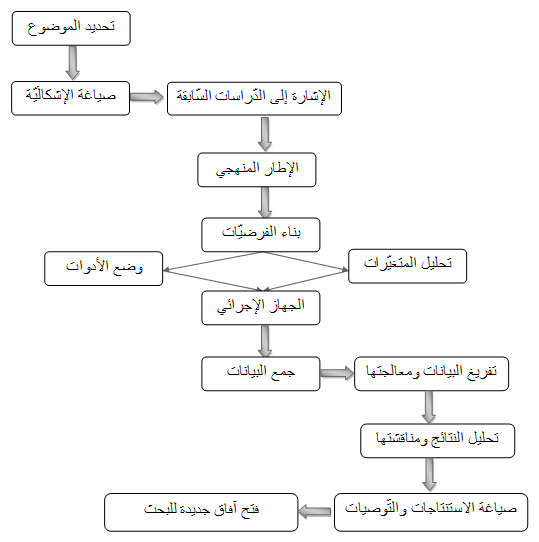 تحديد الموضوع
صياغة الإشكاليّة
الإشارة إلى الدّراسات السّابقة
الإطار المنهجي
بناء الفرضيّات
تحليل المتغيّرات
وضع الأدوات
الجهاز الإجرائي
جمع البيانات
تفريغ البيانات ومعالجتها
تحليل النتائج ومناقشتها
صياغة الاستنتاجات والتّوصيات
فتح آفاق جديدة للبحث